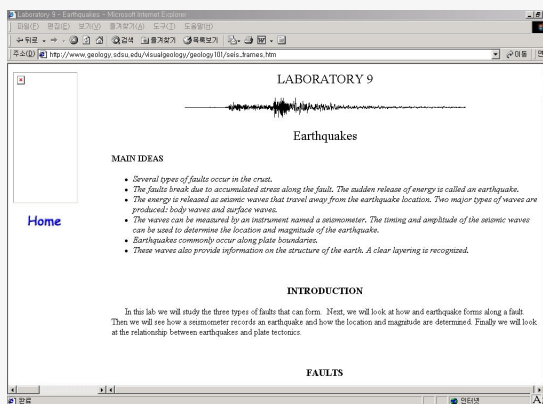 Laboratory 9 - Earthquakes - Microsoft Internet Explorer
파일(F) 편집(E) 보기(V) 즐겨찾기(A) 도구(T) 도움말(H)
뒤로 검색 즐겨찾기 목록보기
주소(D) http://www.geology.sdsu.edu/visualgeology/geology101/seis_frames.htm 이동
LABORATORY 9
Earthquakes
Home
MAIN IDEAS
• Several types of faults occur in the crust.
• The faults break due to accumulated stress along the fault. The sudden release of energy is called an earthquake.
• The energy is released as seismic waves that travel away from the earthquake location. Two major types of waves are
produced: body waves and surface waves.
• The waves can be measured by an instrument named a seismometer. The timing and amplitude of the seismic waves
can be used to determine the location and magnitude of the earthquake.
• Earthquakes commonly occur along plate boundaries.
• These waves also provide information on the structure of the earth. A clear layering is recognized.
INTRODUCTION
In this lab we will study the three types of faults that can form. Next, we will look at how and earthquake forms along a fault.
Then we will see how a seismometer records an earthquake and how the location and magnitude are determined. Finally we will look
at the relationship between earthquakes and plate tectonics.
FAULTS
완료 인터넷